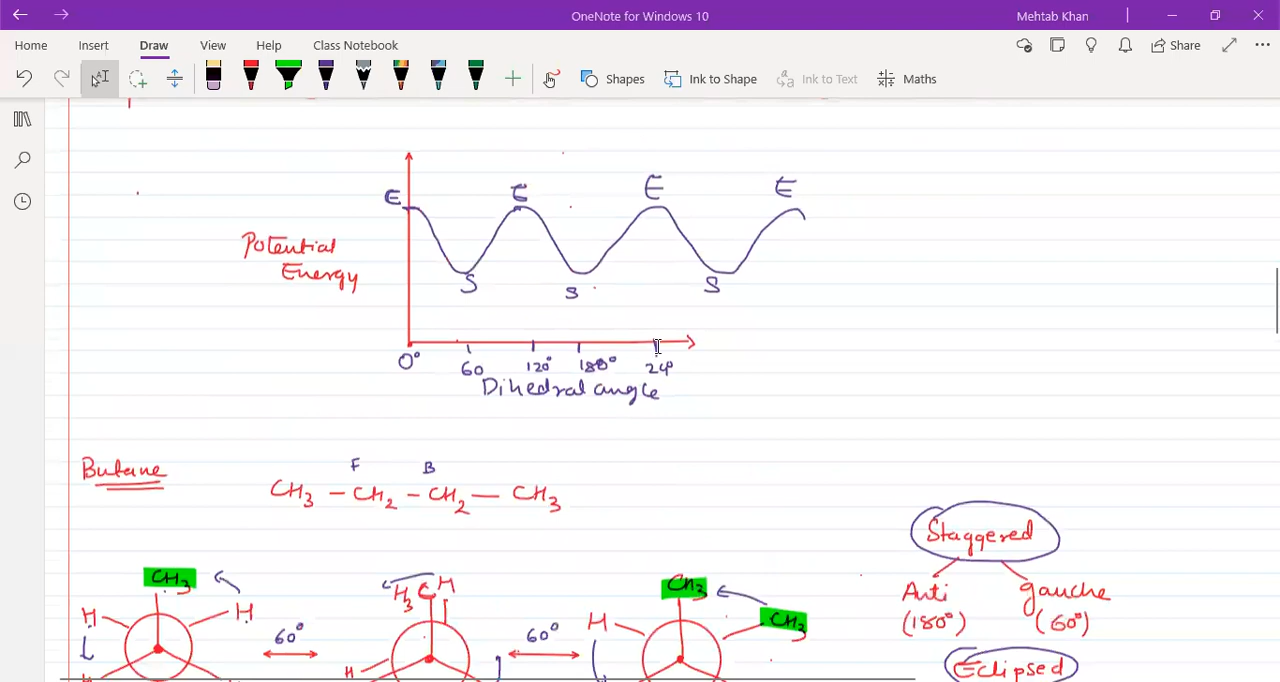 OneNote for Windows 10
Mehtab Khan
Home Insert Draw View Help Class Notebook
Share
Shapes Ink to Shape Ink to Text Maths
E E E E
Potential
Energy
S S S
0° 60 120° 180° 240
Dihedral angle
Butane
F B
CH3 - CH2 - CH2 - CH3
Staggered
Anti gauche
(180°) (60°)
CH3 H3C H CH3
H H H CH3
60° 60°
H H
Eclipsed